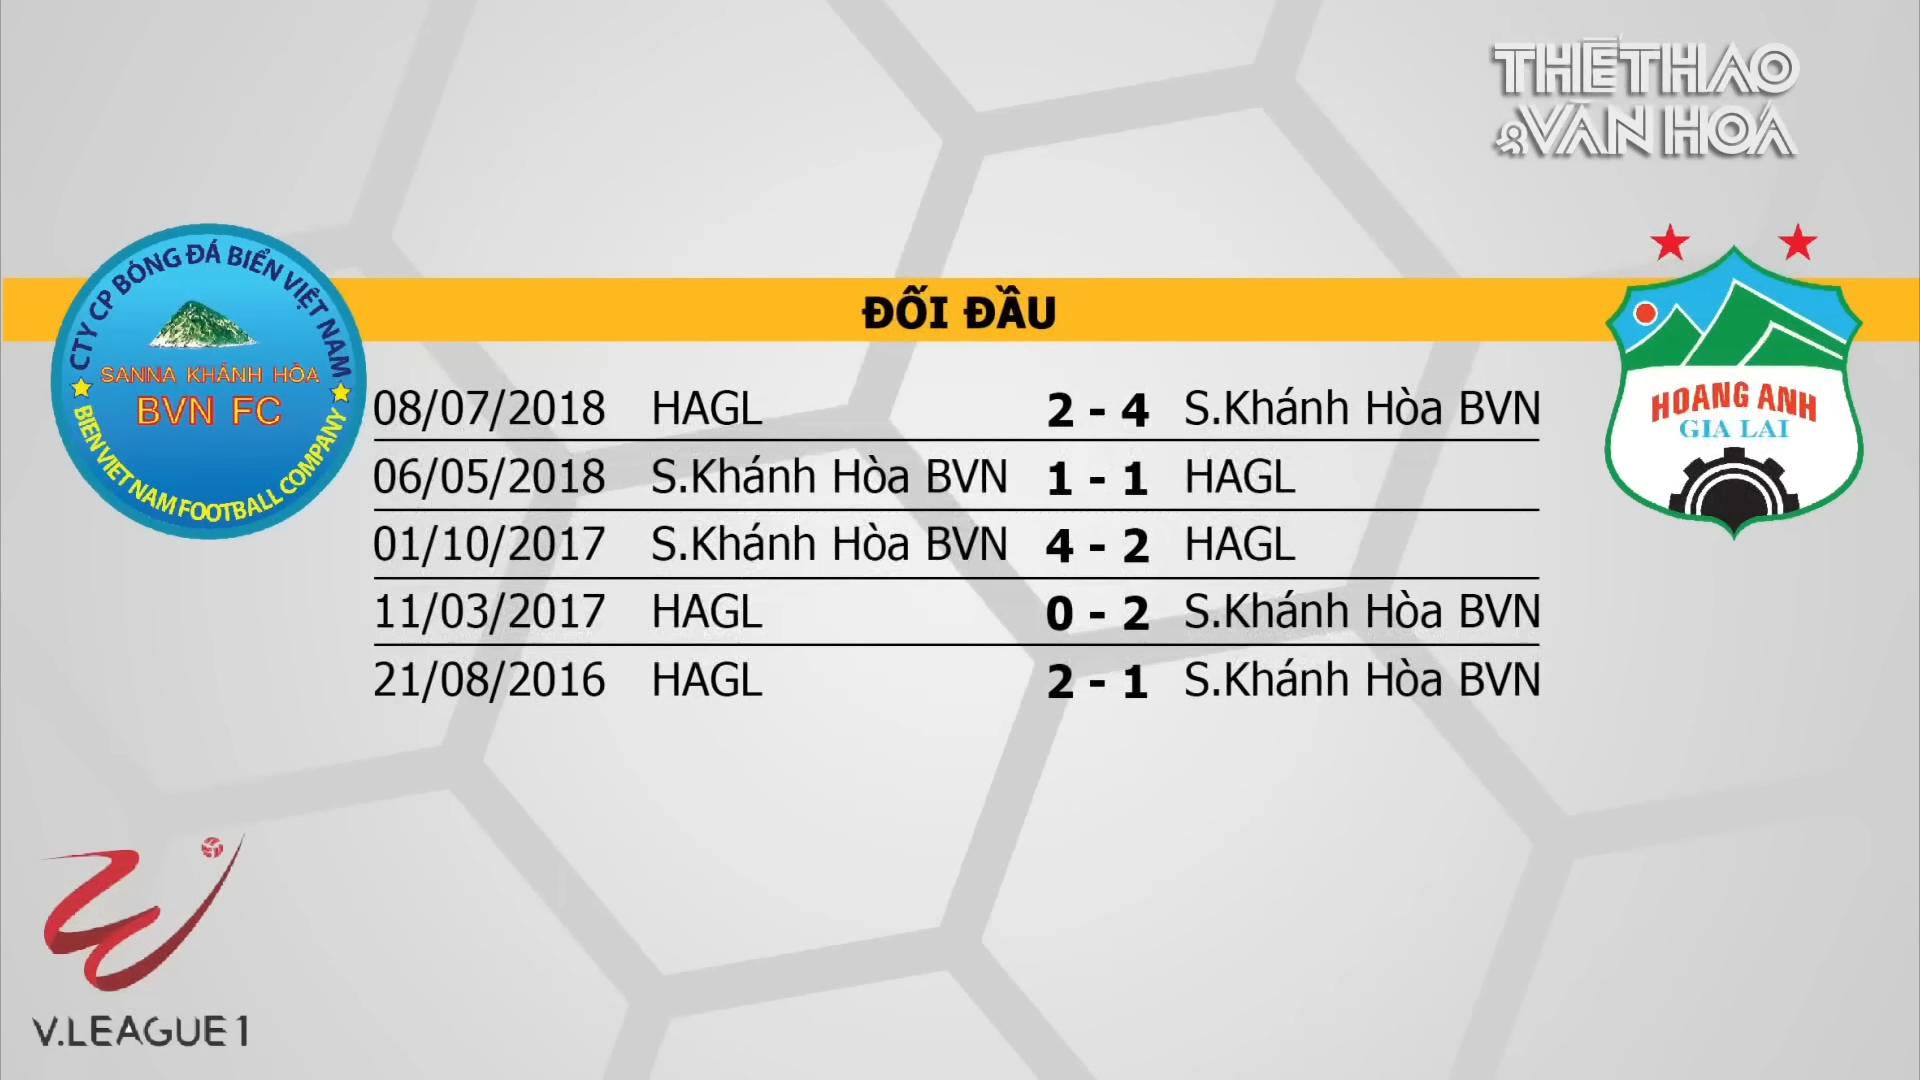 THỂ THAO
& VĂN HOÁ
CTY CP BÓNG ĐÁ BIỂN VIỆT NAM
SANNA KHÁNH HÒA
BVN FC
BIEN VIET NAM FOOTBALL COMPANY
ĐỐI ĐẦU
HOANG ANH
GIA LAI
08/07/2018 HAGL 2 - 4 S.Khánh Hòa BVN
06/05/2018 S.Khánh Hòa BVN 1 - 1 HAGL
01/10/2017 S.Khánh Hòa BVN 4 - 2 HAGL
11/03/2017 HAGL 0 - 2 S.Khánh Hòa BVN
21/08/2016 HAGL 2 - 1 S.Khánh Hòa BVN
V.LEAGUE 1